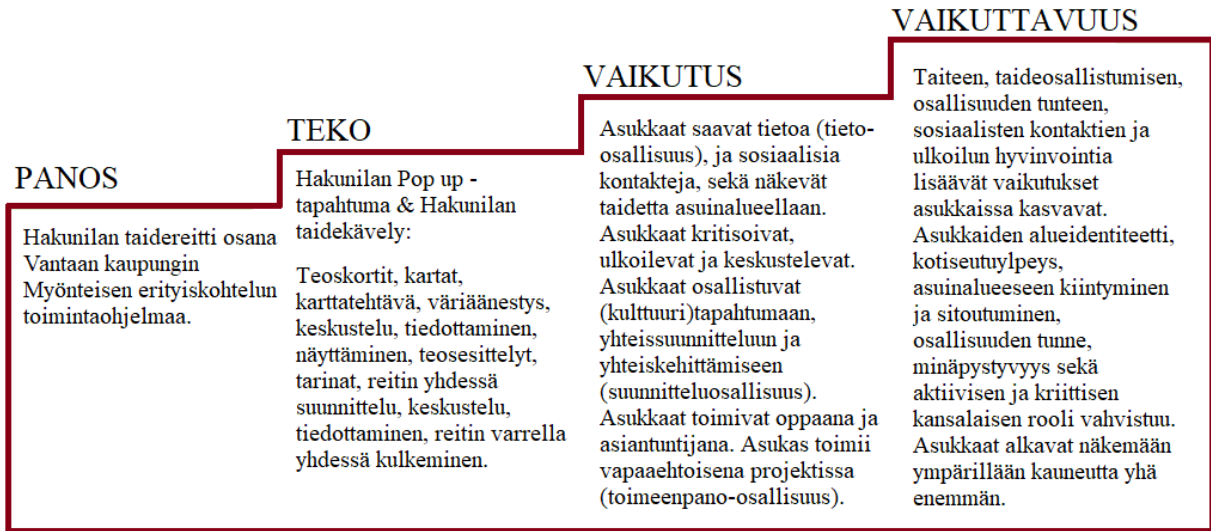 PANOS
Hakunilan taidereitti osana
Vantaan kaupungin
Myönteisen erityiskohtelun
toimintaohjelmaa.
TEKO
Hakunilan Pop up -
tapahtuma & Hakunilan
taidekävely:
Teoskortit, kartat,
karttatehtävä, väriäänestys,
keskustelu, tiedottaminen,
näyttäminen, teosesittelyt,
tarinat, reitin yhdessä
suunnittelu, keskustelu,
tiedottaminen, reitin varrella
yhdessä kulkeminen.
VAIKUTUS
Asukkaat saavat tietoa (tieto-
osallisuus), ja sosiaalisia
kontakteja, sekä näkevät
taidetta asuinalueellaan.
Asukkaat kritisoivat,
ulkoilevat ja keskustelevat.
Asukkaat osallistuvat
(kulttuuri)tapahtumaan,
yhteissuunnitteluun ja
yhteiskehittämiseen
(suunnitteluosallisuus).
Asukkaat toimivat oppaana ja
asiantuntijana. Asukas toimii
vapaaehtoisena projektissa
(toimeenpano-osallisuus).
VAIKUTTAVUUS
Taiteen, taideosallistumisen,
osallisuuden tunteen,
sosiaalisten kontaktien ja
ulkoilun hyvinvointia
lisäävät vaikutukset
asukkaissa kasvavat.
Asukkaiden alueidentiteetti,
kotiseutuylpeys,
asuinalueeseen kiintyminen
ja sitoutuminen,
osallisuuden tunne,
minäpystyvyys sekä
aktiivisen ja kriittisen
kansalaisen rooli vahvistuu.
Asukkaat alkavat näkemään
ympärillään kauneutta yhä
enemmän.